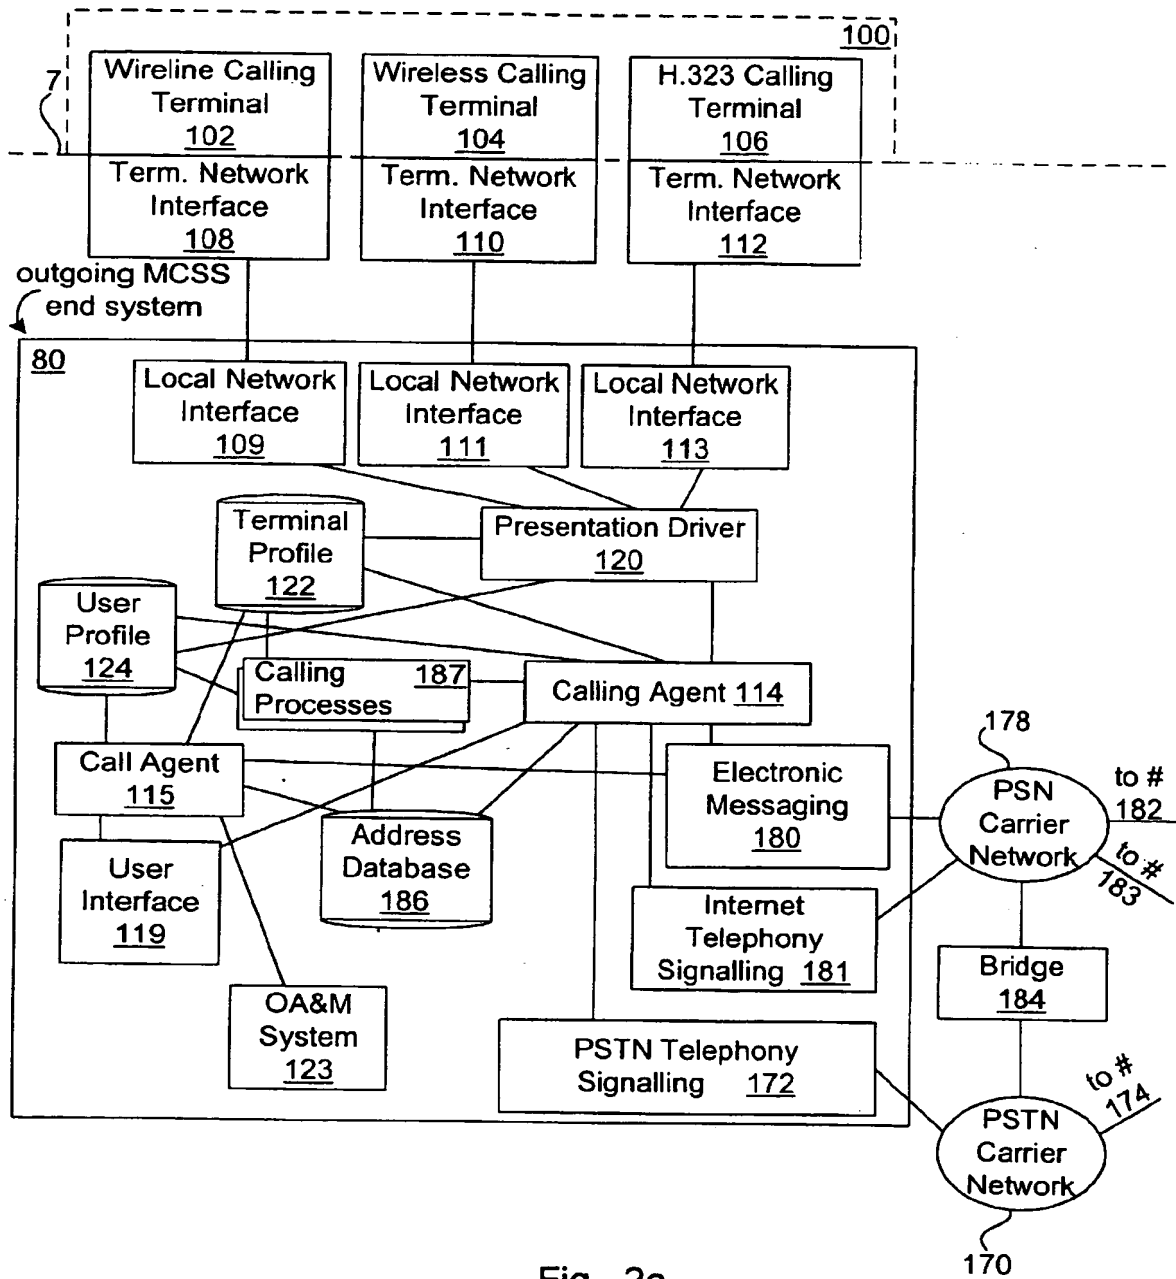 100
7
Wireline Calling
Terminal
102
Wireless Calling
Terminal
104
H.323 Calling
Terminal
106
Term. Network
Interface
108
Term. Network
Interface
110
Term. Network
Interface
112
outgoing MCSS
end system
80
Local Network
Interface
109
Local Network
Interface
111
Local Network
Interface
113
Terminal
Profile
122
Presentation Driver
120
User
Profile
124
Calling 187
Processes
Calling Agent 114
178
Call Agent
115
Electronic
Messaging
180
PSN
Carrier
Network
to #
182
to #
183
Address
Database
186
User
Interface
119
Internet
Telephony
Signalling 181
Bridge
184
OA&M
System
123
PSTN Telephony
Signalling 172
to #
174
PSTN
Carrier
Network
170